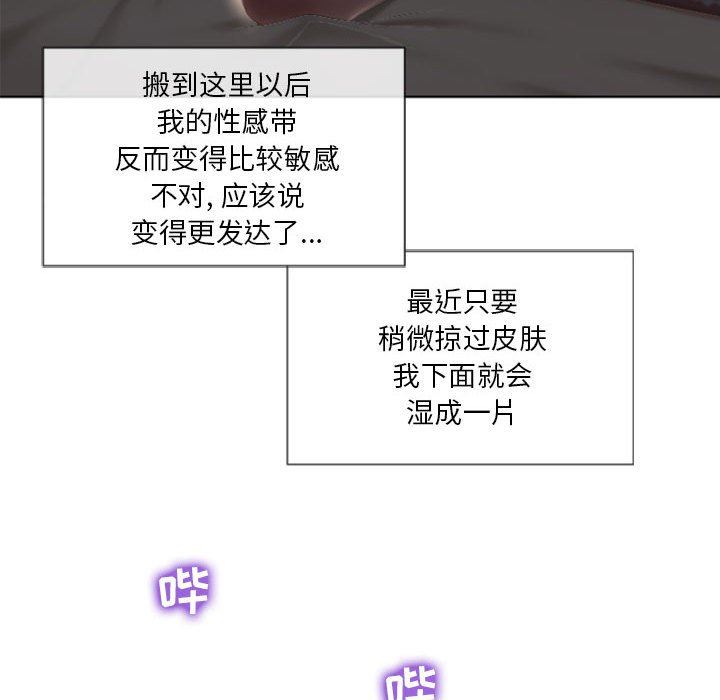 搬到这里以后
我的性感带
反而变得比较敏感
不对, 应该说
变得更发达了...
最近只要
稍微掠过皮肤
我下面就会
湿成一片
哔
哔